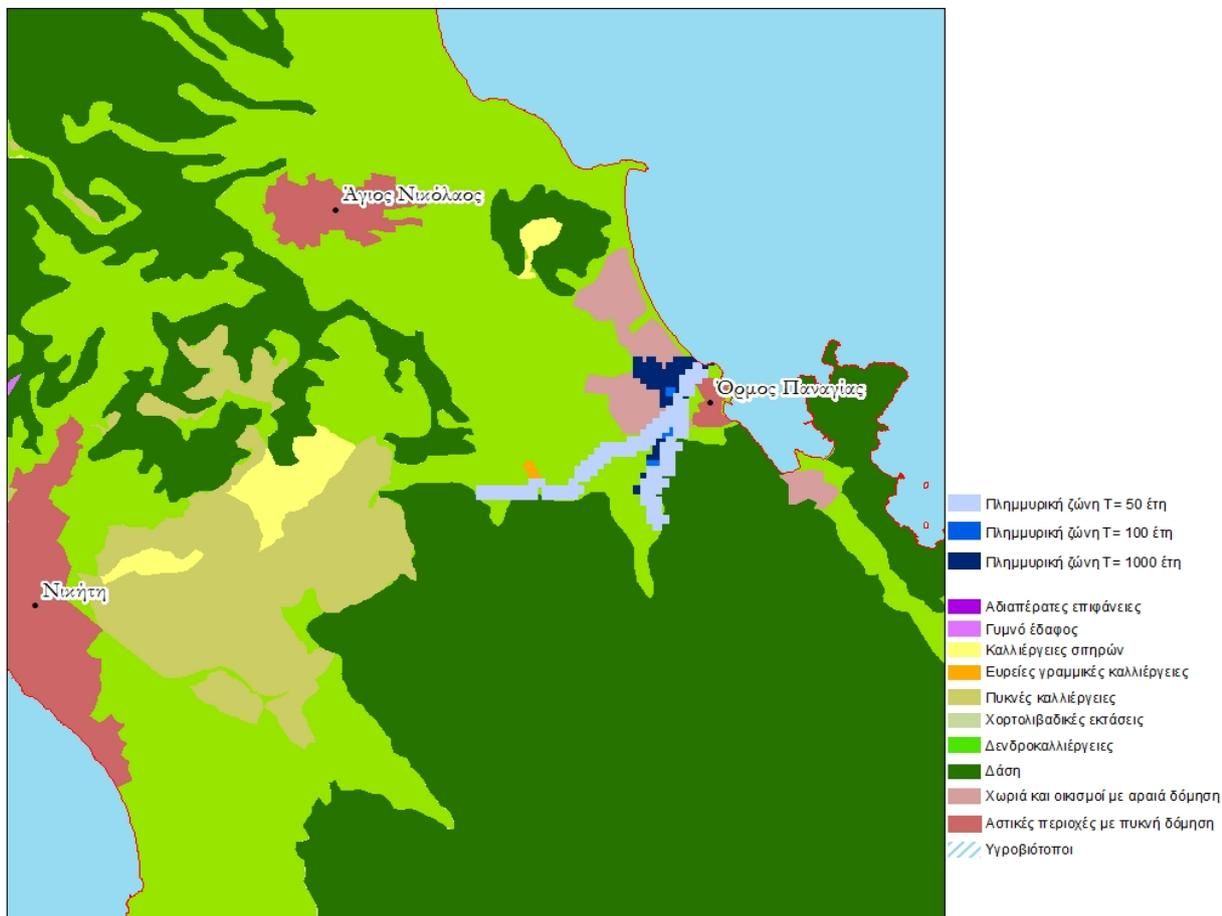 Άγιος Νικόλαος
Όρμος Παναγίας
Νικήτη
Πλημμυρική ζώνη T= 50 έτη
Πλημμυρική ζώνη T= 100 έτη
Πλημμυρική ζώνη T= 1000 έτη
Αδιαπέρατες επιφάνειες
Γυμνό έδαφος
Καλλιέργειες σιτηρών
Ευρείες γραμμικές καλλιέργειες
Πυκνές καλλιέργειες
Χορτολιβαδικές εκτάσεις
Δενδροκαλλιέργειες
Δάση
Χωριά και οικισμοί με αραιά δόμηση
Αστικές περιοχές με πυκνή δόμηση
Υγροβιότοποι